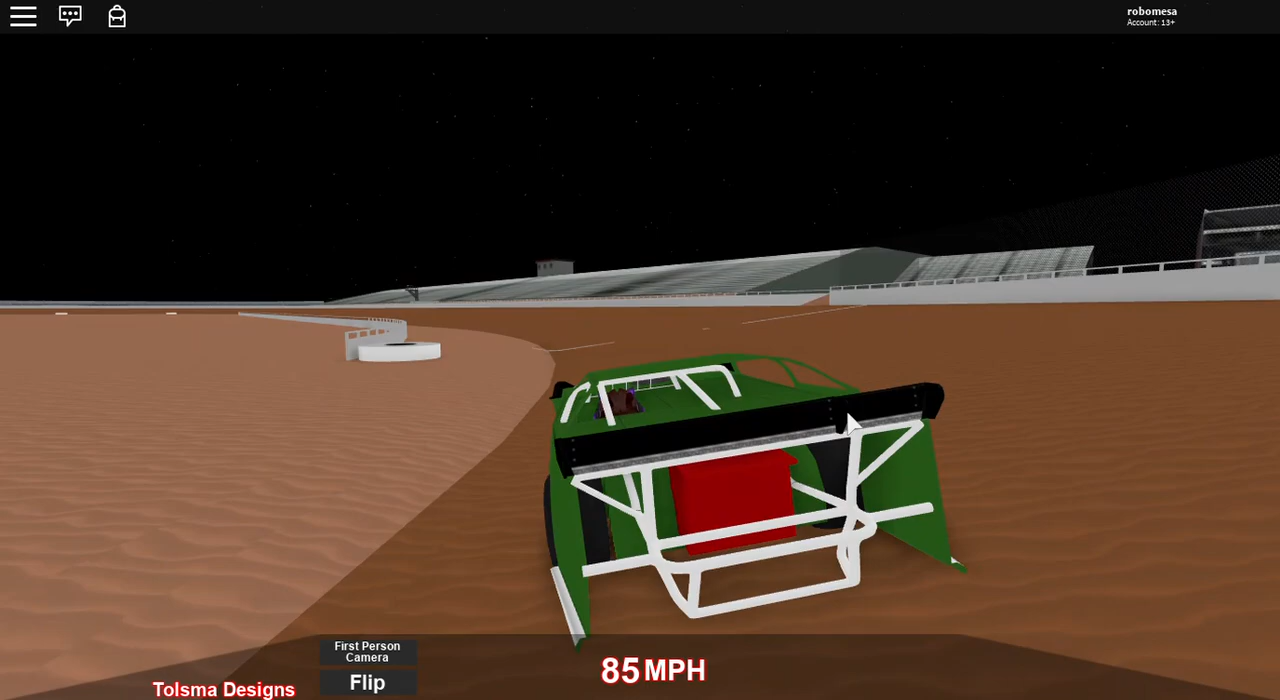 robomesa
Account: 13+
First Person
Camera
Flip
85 MPH
Tolsma Designs